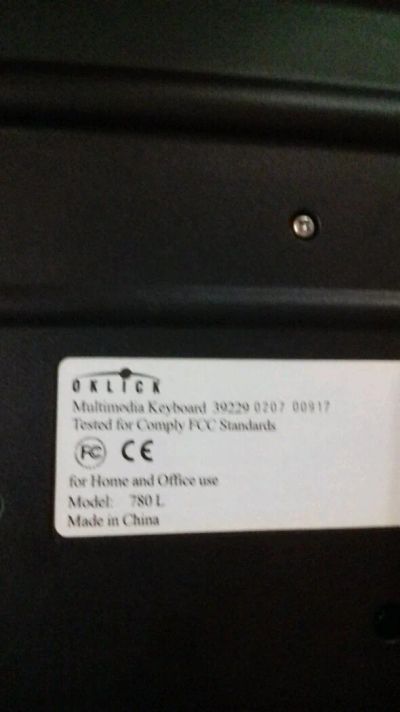 OKLICK
Multimedia Keyboard 39229 0207 00917
Tested for Comply FCC Standards
FC CE
for Home and Office use
Model: 780 L
Made in China